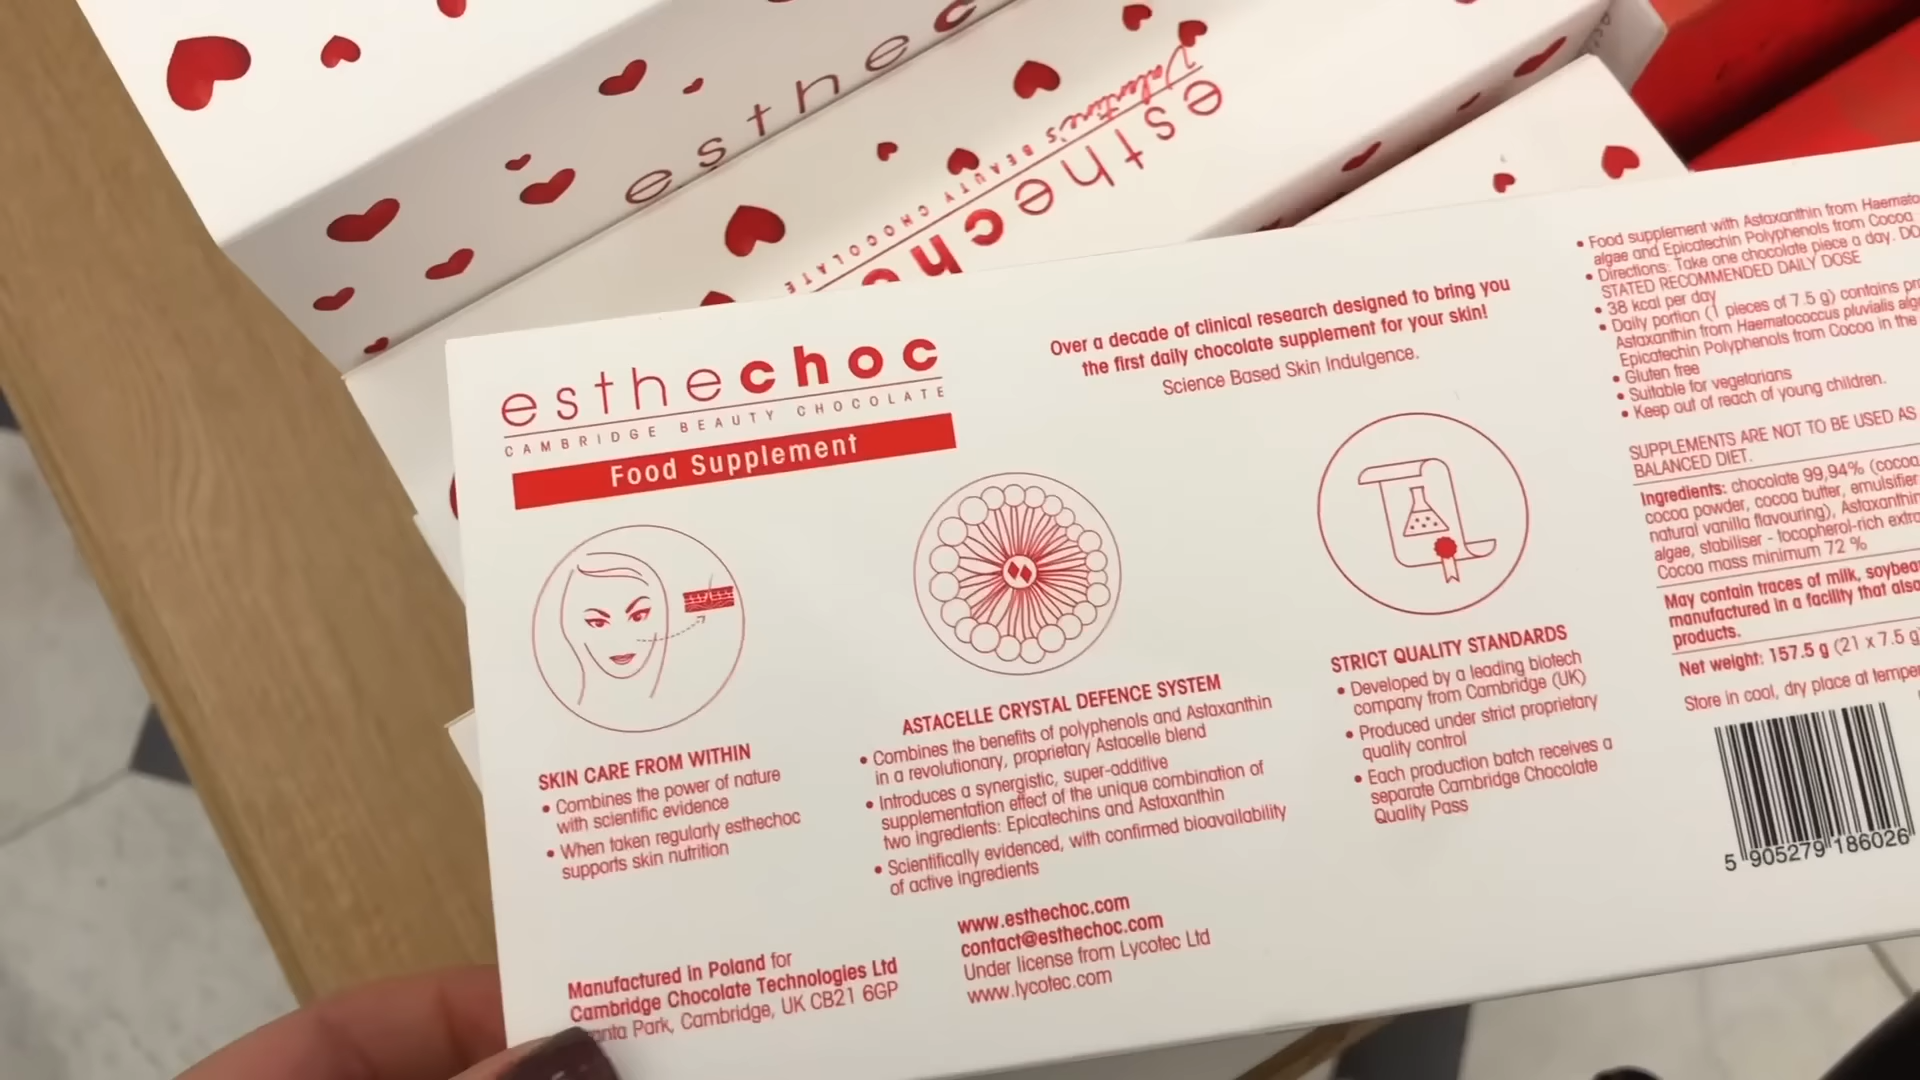 esthec
Valentine's
esthechoc
BEAUTY CHOCOLATE
esthechoc
CAMBRIDGE BEAUTY CHOCOLATE
Food Supplement
Over a decade of clinical research designed to bring you
the first daily chocolate supplement for your skin!
Science Based Skin Indulgence.
SKIN CARE FROM WITHIN
• Combines the power of nature
with scientific evidence
• When taken regularly esthechoc
supports skin nutrition
ASTACELLE CRYSTAL DEFENCE SYSTEM
• Combines the benefits of polyphenols and Astaxanthin
in a revolutionary, proprietary Astacelle blend
• Introduces a synergistic, super-additive
supplementation effect of the unique combination of
two ingredients: Epicatechins and Astaxanthin
• Scientifically evidenced, with confirmed bioavailability
of active ingredients
STRICT QUALITY STANDARDS
• Developed by a leading biotech
company from Cambridge (UK)
• Produced under strict proprietary
quality control
• Each production batch receives a
separate Cambridge Chocolate
Quality Pass
Manufactured in Poland for
Cambridge Chocolate Technologies Ltd
Park, Cambridge, UK CB21 6GP
www.esthechoc.com
contact@esthechoc.com
Under license from Lycotec Ltd
www.lycotec.com
• Food supplement with Astaxanthin from Haemato
algae and Epicatechin Polyphenols from Cocoa
• Directions: Take one chocolate piece a day. DO
STATED RECOMMENDED DAILY DOSE
• 38 kcal per day
• Daily portion (1 pieces of 7.5 g) contains
Astaxanthin from Haematococcus pluvialis
Epicatechin Polyphenols from Cocoa in the
• Gluten free
• Suitable for vegetarians
• Keep out of reach of young children.
SUPPLEMENTS ARE NOT TO BE USED AS
BALANCED DIET.
Ingredients: chocolate 99,94% (cocoa
cocoa powder, cocoa butter, emulsifier
natural vanilla flavouring), Astaxanthin
algae, stabiliser - tocopherol-rich
Cocoa mass minimum 72 %
May contain traces of milk, soybean
manufactured in a facility that also
products.
Net weight: 157.5 g (21 x 7.5 g
Store in cool, dry place at
5 905279 186026